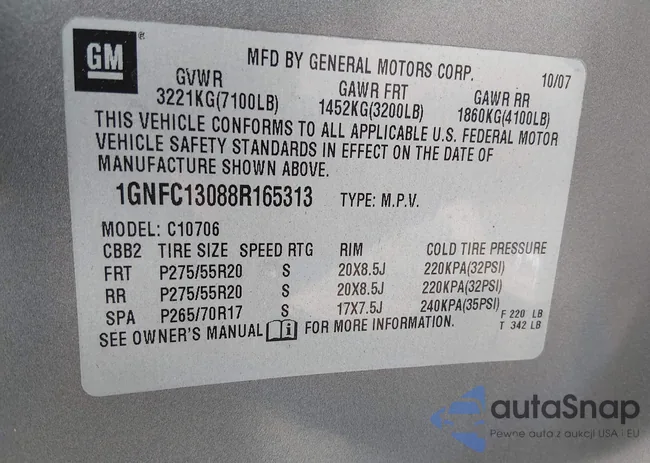 GM ®
MFD BY GENERAL MOTORS CORP. 10/07
GVWR GAWR FRT GAWR RR
3221KG(7100LB) 1452KG(3200LB) 1860KG(4100LB)
THIS VEHICLE CONFORMS TO ALL APPLICABLE U.S. FEDERAL MOTOR
VEHICLE SAFETY STANDARDS IN EFFECT ON THE DATE OF
MANUFACTURE SHOWN ABOVE.
1GNFC13088R165313 TYPE: M.P.V.
MODEL: C10706
CBB2 TIRE SIZE SPEED RTG RIM COLD TIRE PRESSURE
FRT P275/55R20 S 20X8.5J 220KPA(32PSI)
RR P275/55R20 S 20X8.5J 220KPA(32PSI)
SPA P265/70R17 S 17X7.5J 240KPA(35PSI) F 220 LB
SEE OWNER'S MANUAL i FOR MORE INFORMATION. T 342 LB
autaSnap
Pewne auta z aukcji USA i EU